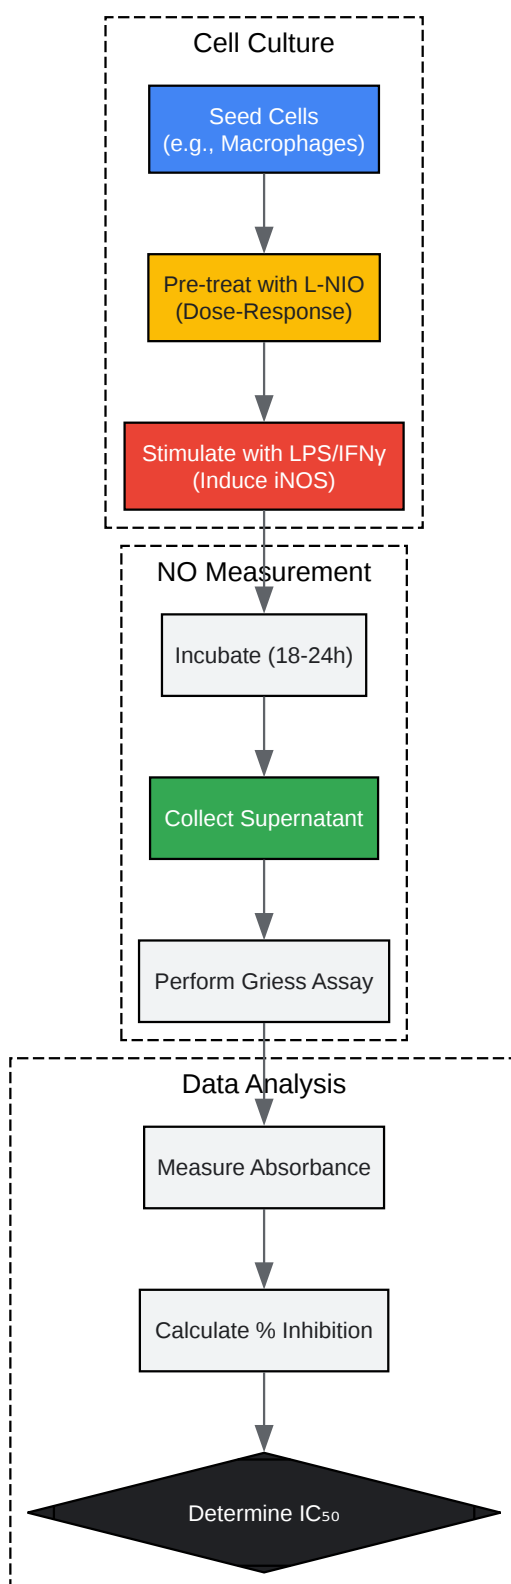 Cell Culture
Seed Cells
(e.g., Macrophages)
Pre-treat with L-NIO
(Dose-Response)
Stimulate with LPS/IFNγ
(Induce iNOS)
NO Measurement
Incubate (18-24h)
Collect Supernatant
Perform Griess Assay
Data Analysis
Measure Absorbance
Calculate % Inhibition
Determine IC₅₀